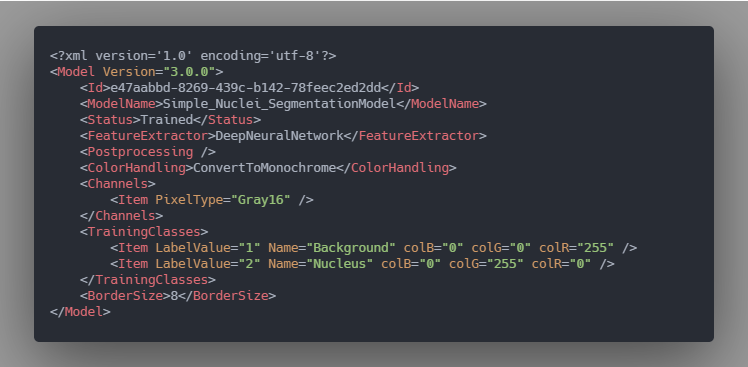 <?xml version='1.0' encoding='utf-8'?>
<Model Version="3.0.0">
    <Id>e47aabbd-8269-439c-b142-78feec2ed2dd</Id>
    <ModelName>Simple_Nuclei_SegmentationModel</ModelName>
    <Status>Trained</Status>
    <FeatureExtractor>DeepNeuralNetwork</FeatureExtractor>
    <Postprocessing />
    <ColorHandling>ConvertToMonochrome</ColorHandling>
    <Channels>
        <Item PixelType="Gray16" />
    </Channels>
    <TrainingClasses>
        <Item LabelValue="1" Name="Background" colB="0" colG="0" colR="255" />
        <Item LabelValue="2" Name="Nucleus" colB="0" colG="255" colR="0" />
    </TrainingClasses>
    <BorderSize>8</BorderSize>
</Model>